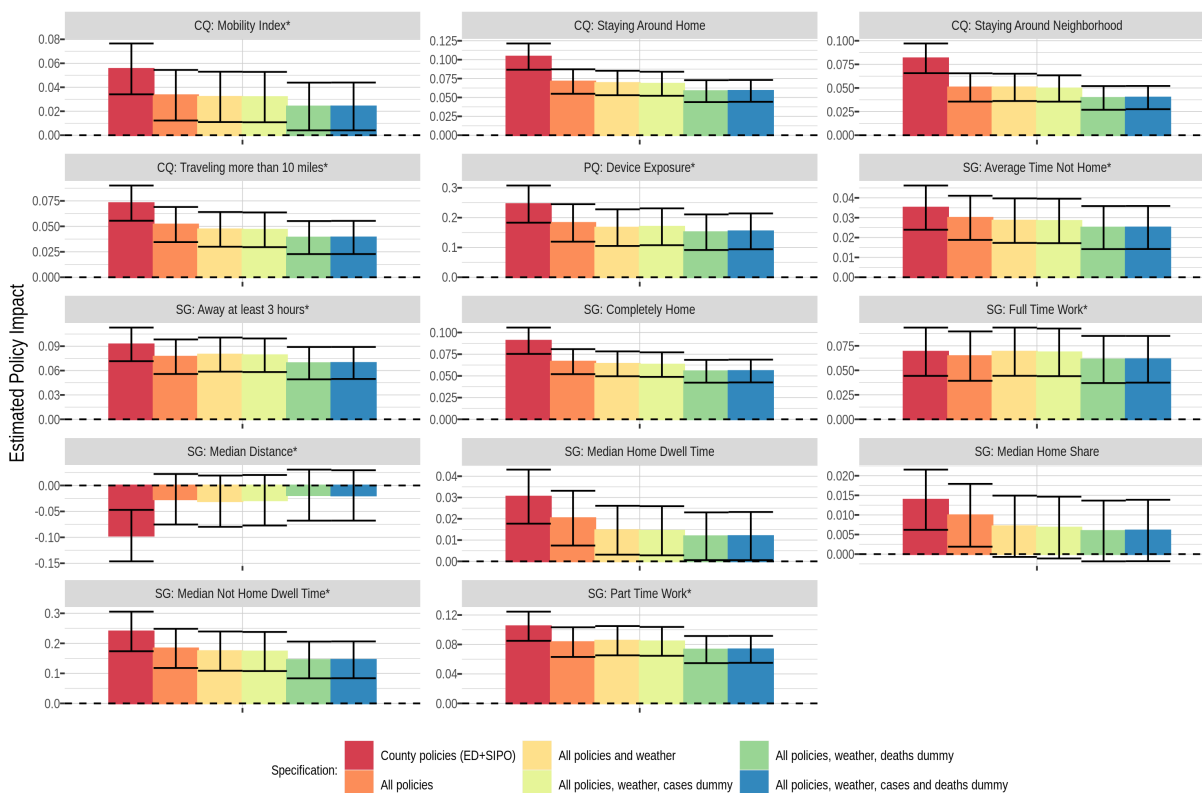 CQ: Mobility Index*
CQ: Staying Around Home
CQ: Staying Around Neighborhood
0.08
0.06
0.04
0.02
0.00
0.125
0.100
0.075
0.050
0.025
0.000
0.100
0.075
0.050
0.025
0.000
CQ: Traveling more than 10 miles*
PQ: Device Exposure*
SG: Average Time Not Home*
0.075
0.050
0.025
0.000
0.3
0.2
0.1
0.0
0.04
0.03
0.02
0.01
0.00
Estimated Policy Impact
SG: Away at least 3 hours*
SG: Completely Home
SG: Full Time Work*
0.09
0.06
0.03
0.00
0.100
0.075
0.050
0.025
0.000
0.075
0.050
0.025
0.000
SG: Median Distance*
SG: Median Home Dwell Time
SG: Median Home Share
0.00
-0.05
-0.10
-0.15
0.04
0.03
0.02
0.01
0.00
0.020
0.015
0.010
0.005
0.000
SG: Median Not Home Dwell Time*
SG: Part Time Work*
0.3
0.2
0.1
0.0
0.12
0.08
0.04
0.00
Specification:
County policies (ED+SIPO)
All policies
All policies and weather
All policies, weather, cases dummy
All policies, weather, deaths dummy
All policies, weather, cases and deaths dummy